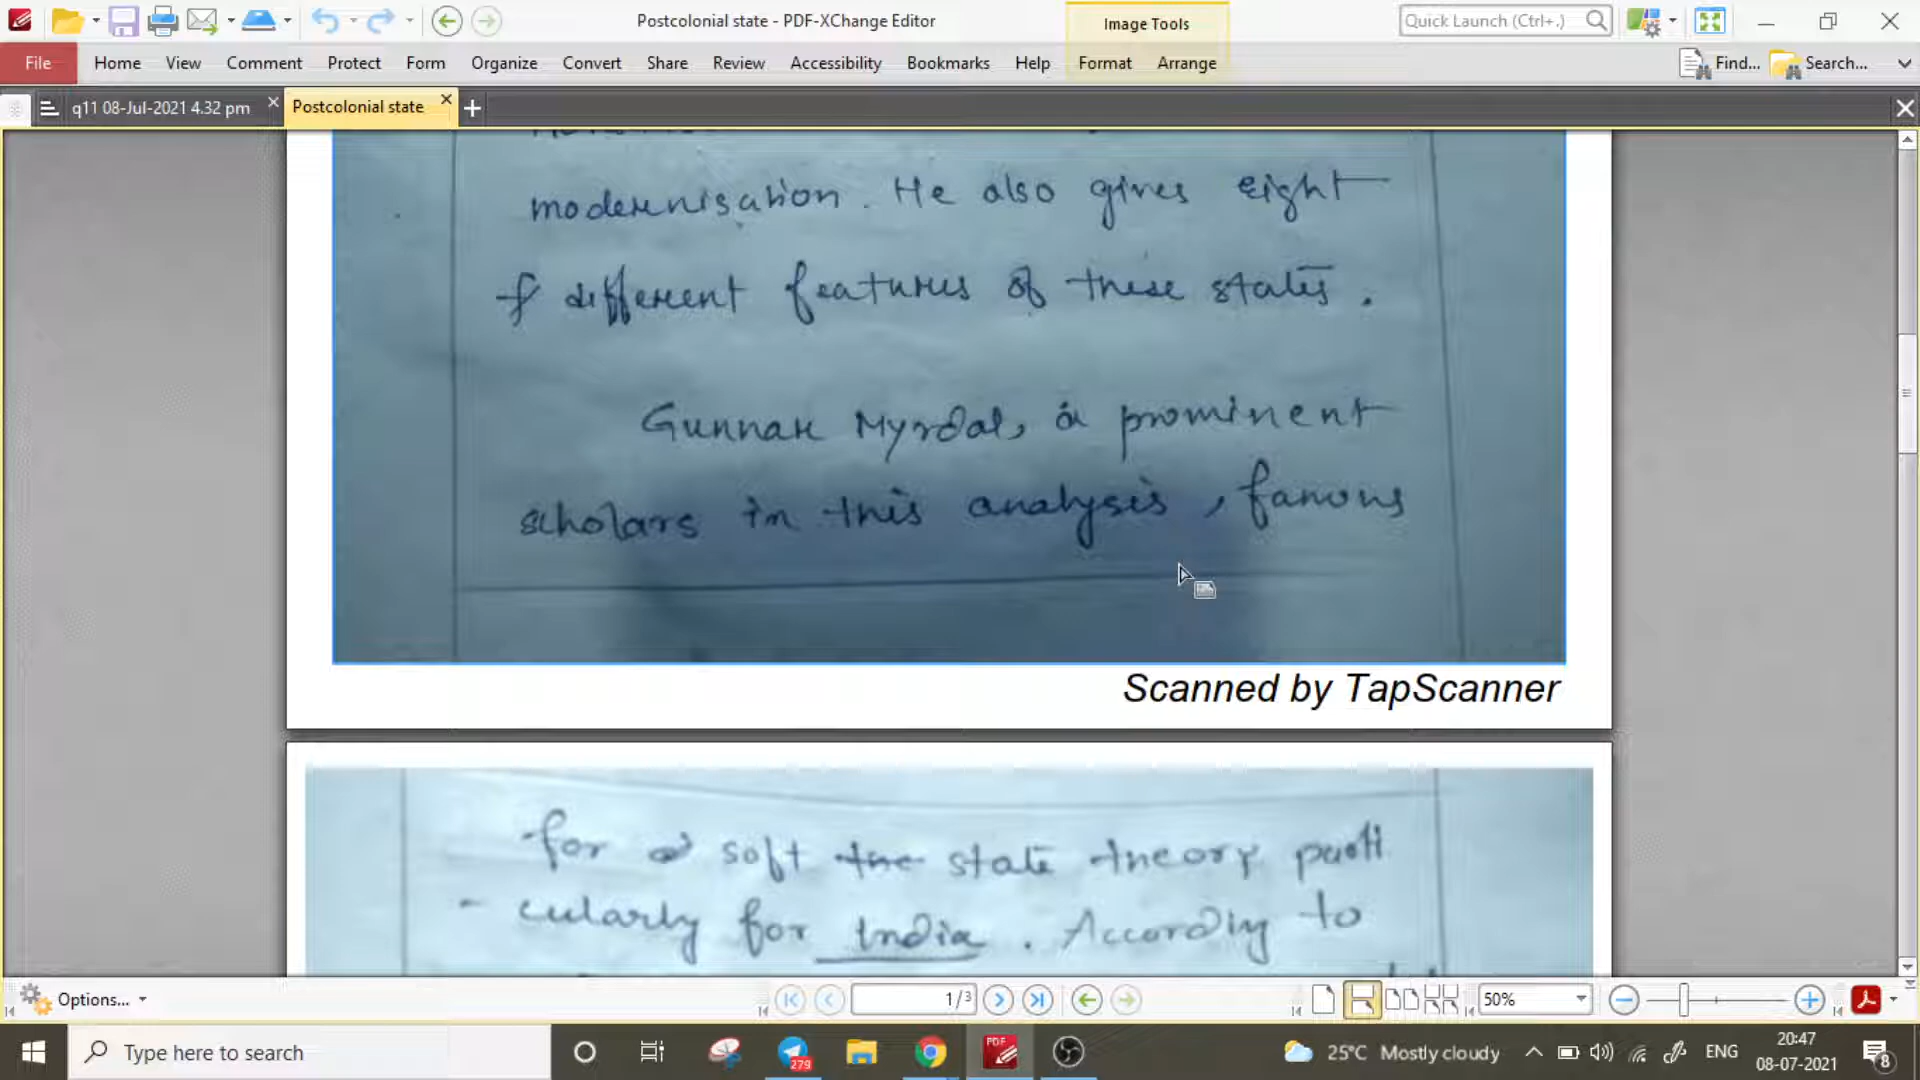 Postcolonial state - PDF-XChange Editor
Image Tools
Quick Launch (Ctrl+.)
File Home View Comment Protect Form Organize Convert Share Review Accessibility Bookmarks Help Format Arrange Find... Search...
q11 08-Jul-2021 4.32 pm
Postcolonial state
modernisation. He also gives eight
different features of these states.
Gunnar Myrdal, a prominent
scholars in this analysis, famous
Scanned by TapScanner
for soft the state theory parti
- cularly for India. According to
Options...
1 / 3
50%
Type here to search
PDF
279
25°C Mostly cloudy
ENG
20:47
08-07-2021
8